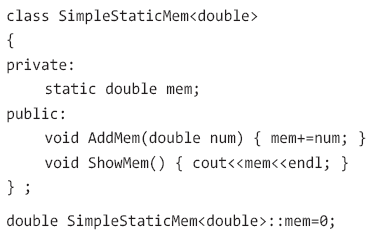 class SimpleStaticMem<double>
{
private:
    static double mem;
public:
    void AddMem(double num) { mem+=num; }
    void ShowMem() { cout<<mem<<endl; }
} ;
double SimpleStaticMem<double>::mem=0;